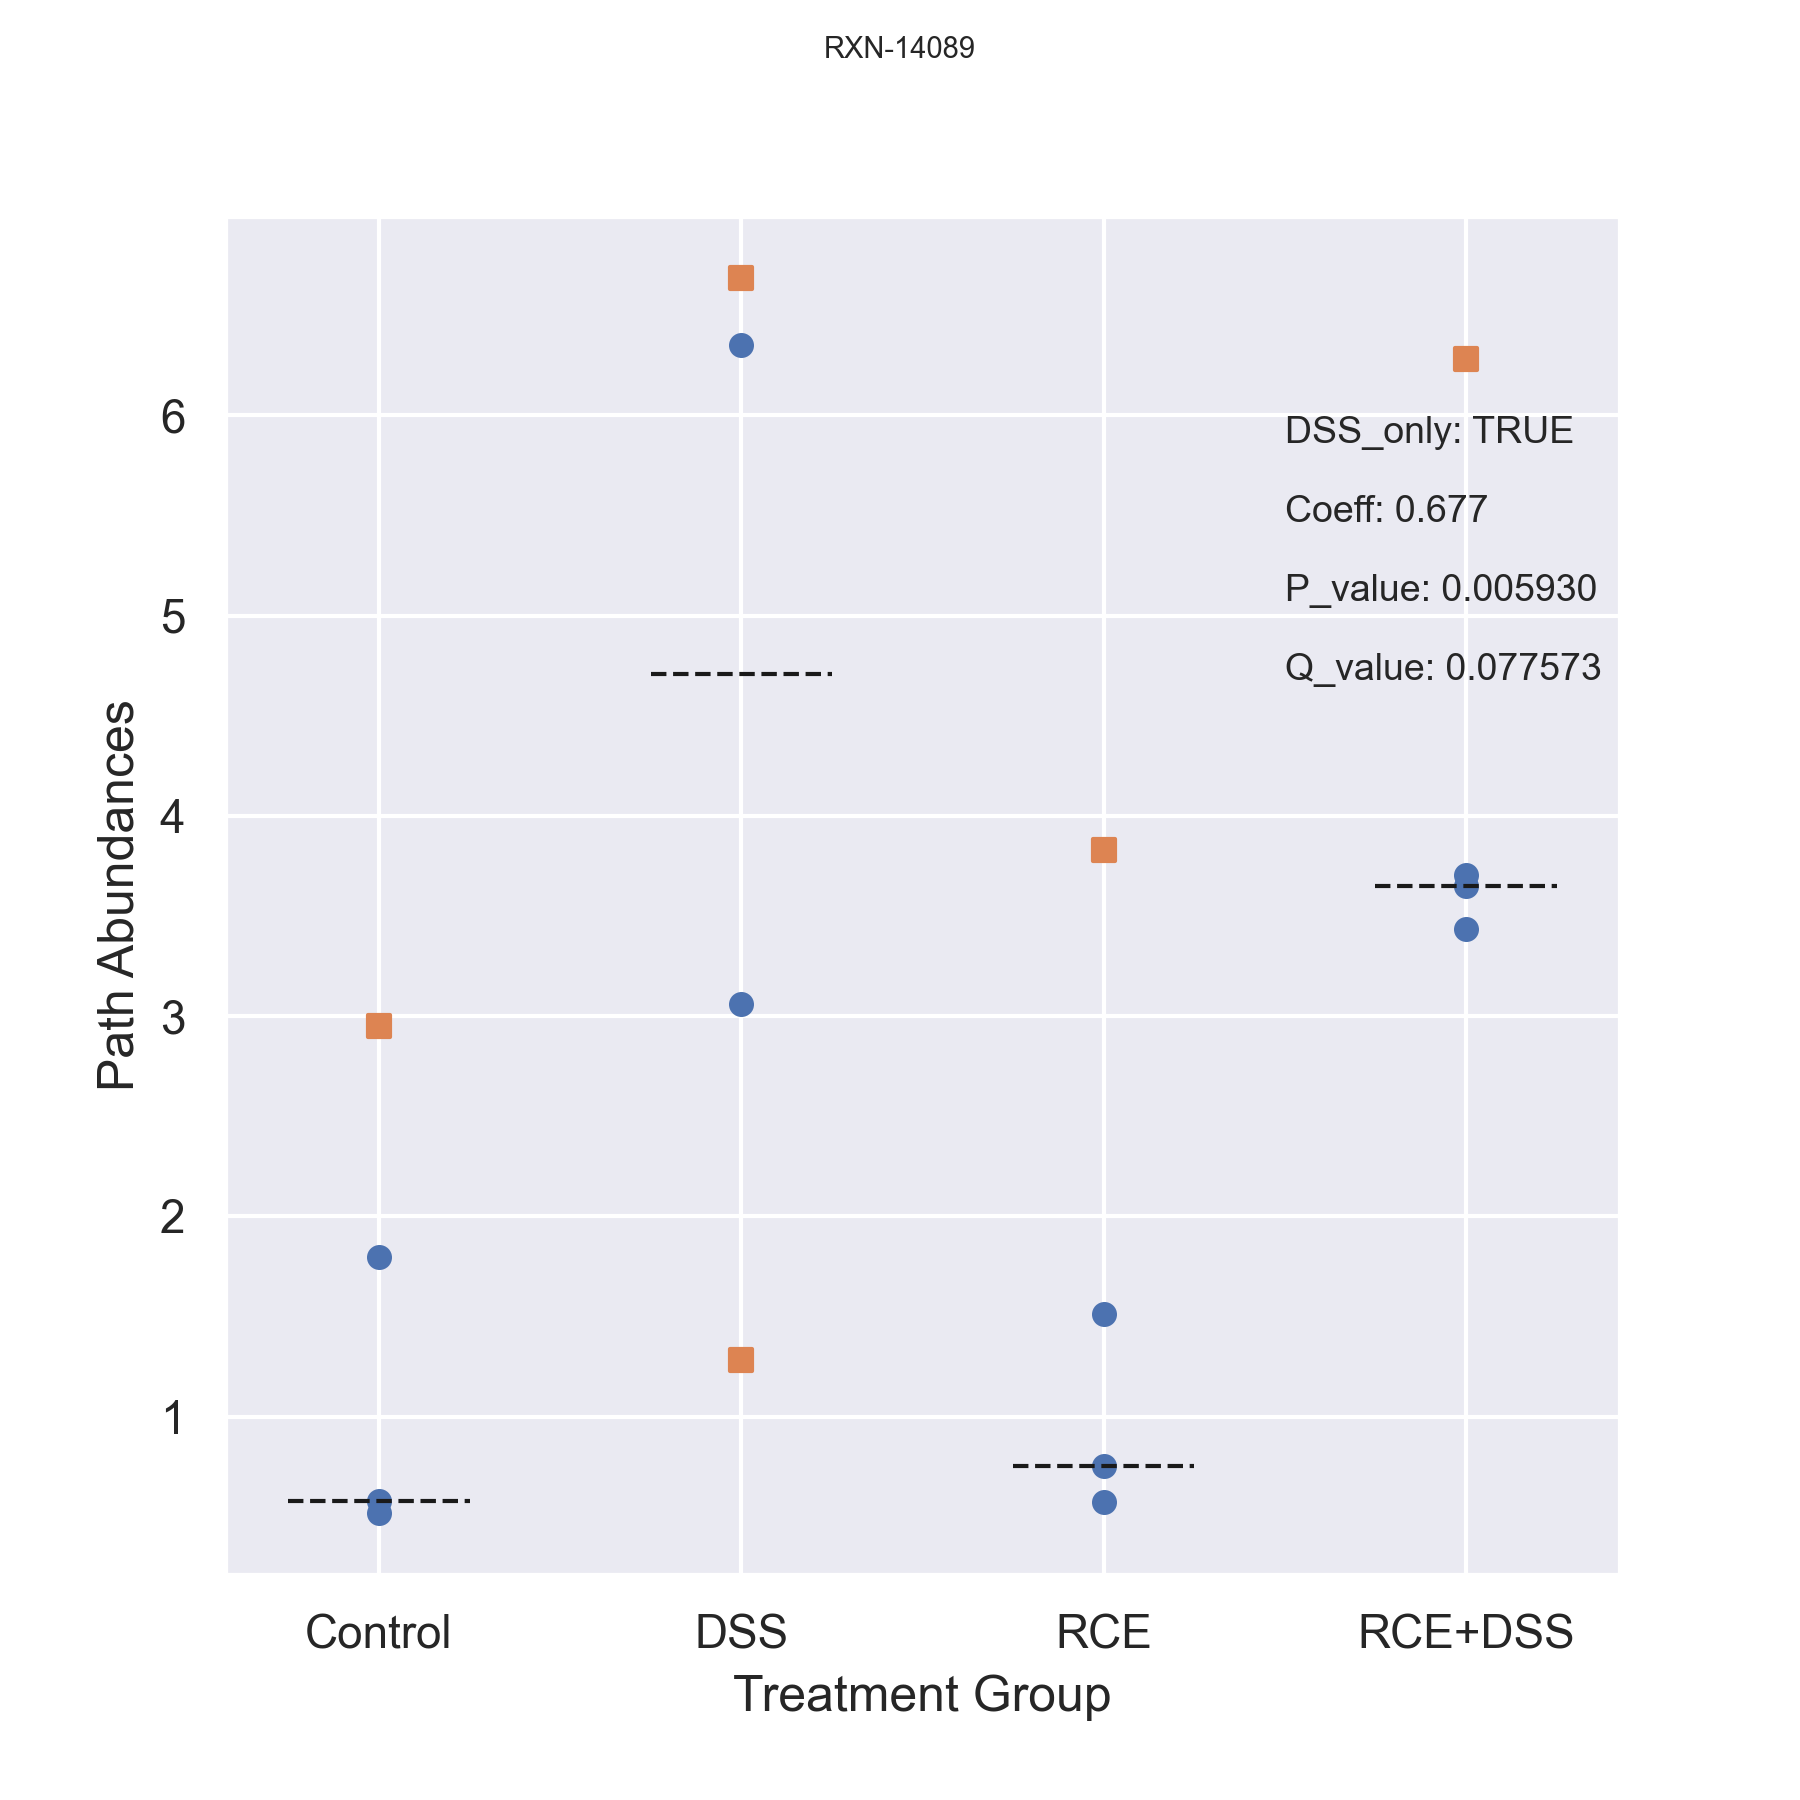 RXN-14089
6
5
4
3
2
1
Path Abundances
DSS_only: TRUE
Coeff: 0.677
P_value: 0.005930
Q_value: 0.077573
Control DSS RCE RCE+DSS
Treatment Group